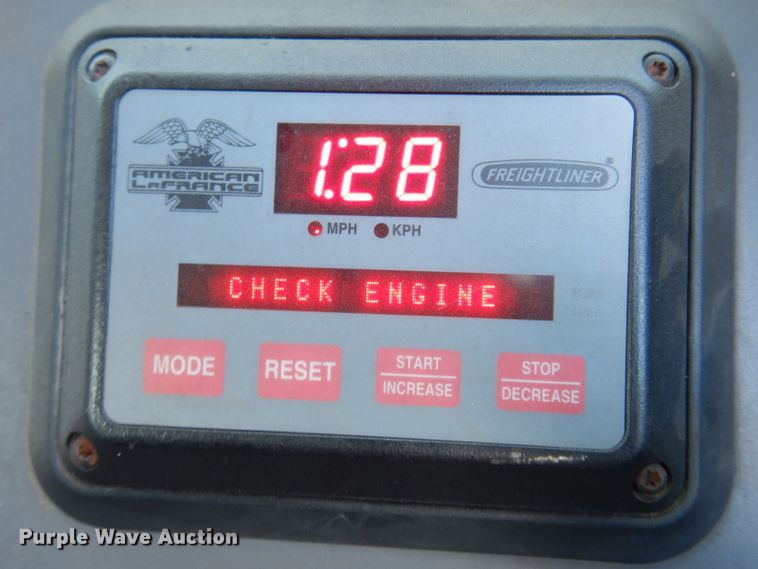 1:28
AMERICAN
LaFRANCE
FREIGHTLINER®
MPH KPH
CHECK ENGINE
MODE
RESET
START
INCREASE
STOP
DECREASE
Purple Wave Auction